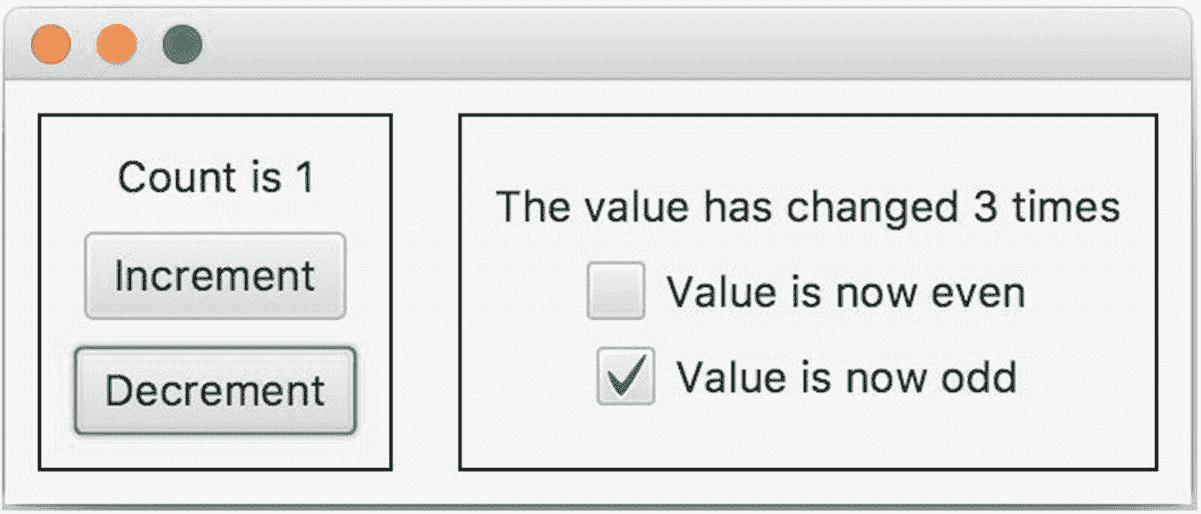 Count is 1
Increment
Decrement
The value has changed 3 times
Value is now even
Value is now odd